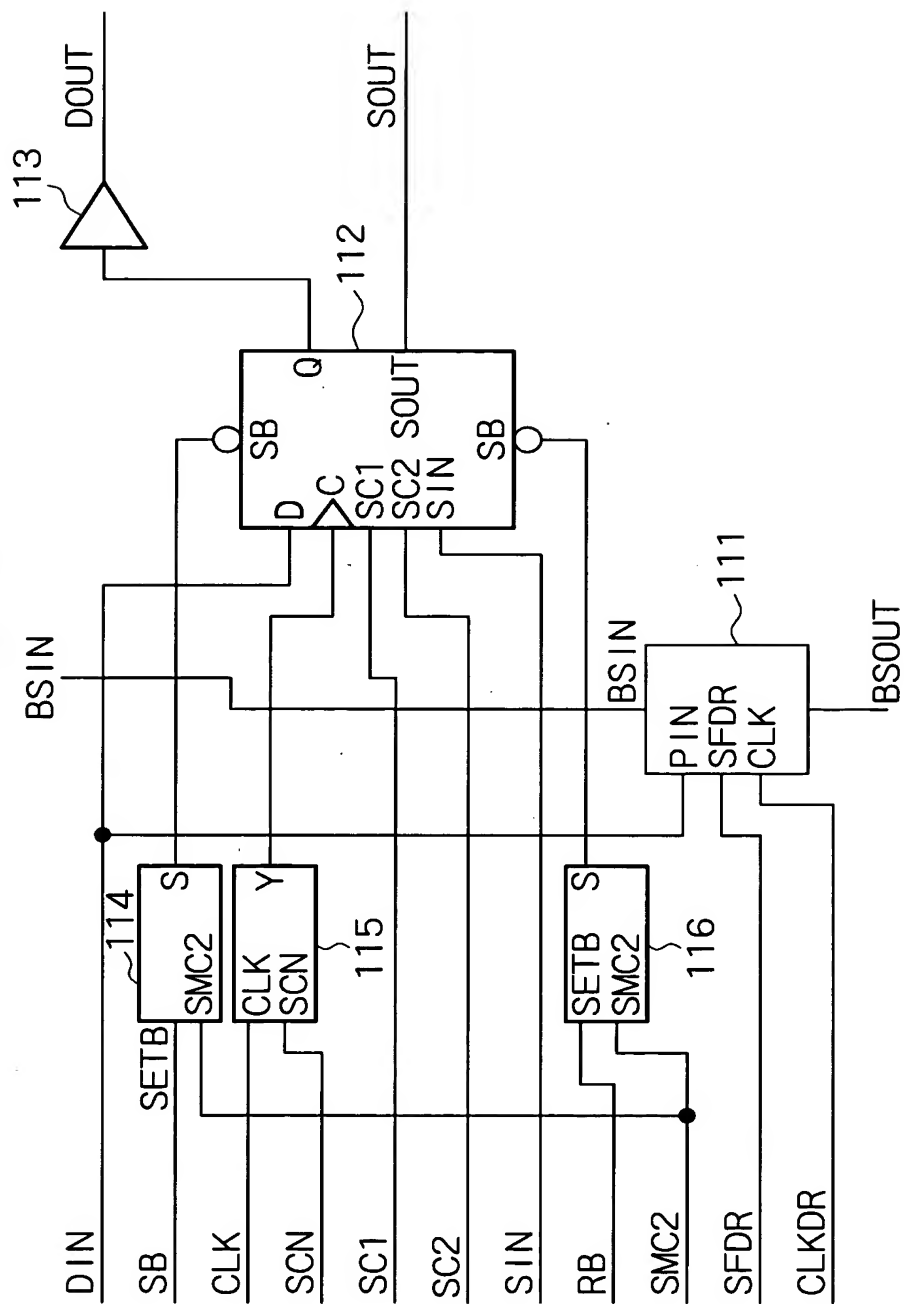 DOUT
113
SOUT
112
Q
SOUT
SB
SB
D
C
SC1
SC2
SIN
BSIN
BSIN
111
PIN
SFDR
CLK
BSOUT
114
S
SMC2
SETB
Y
CLK
SCN
115
S
SETB
SMC2
116
DIN
SB
CLK
SCN
SC1
SC2
SIN
RB
SMC2
SFDR
CLKDR